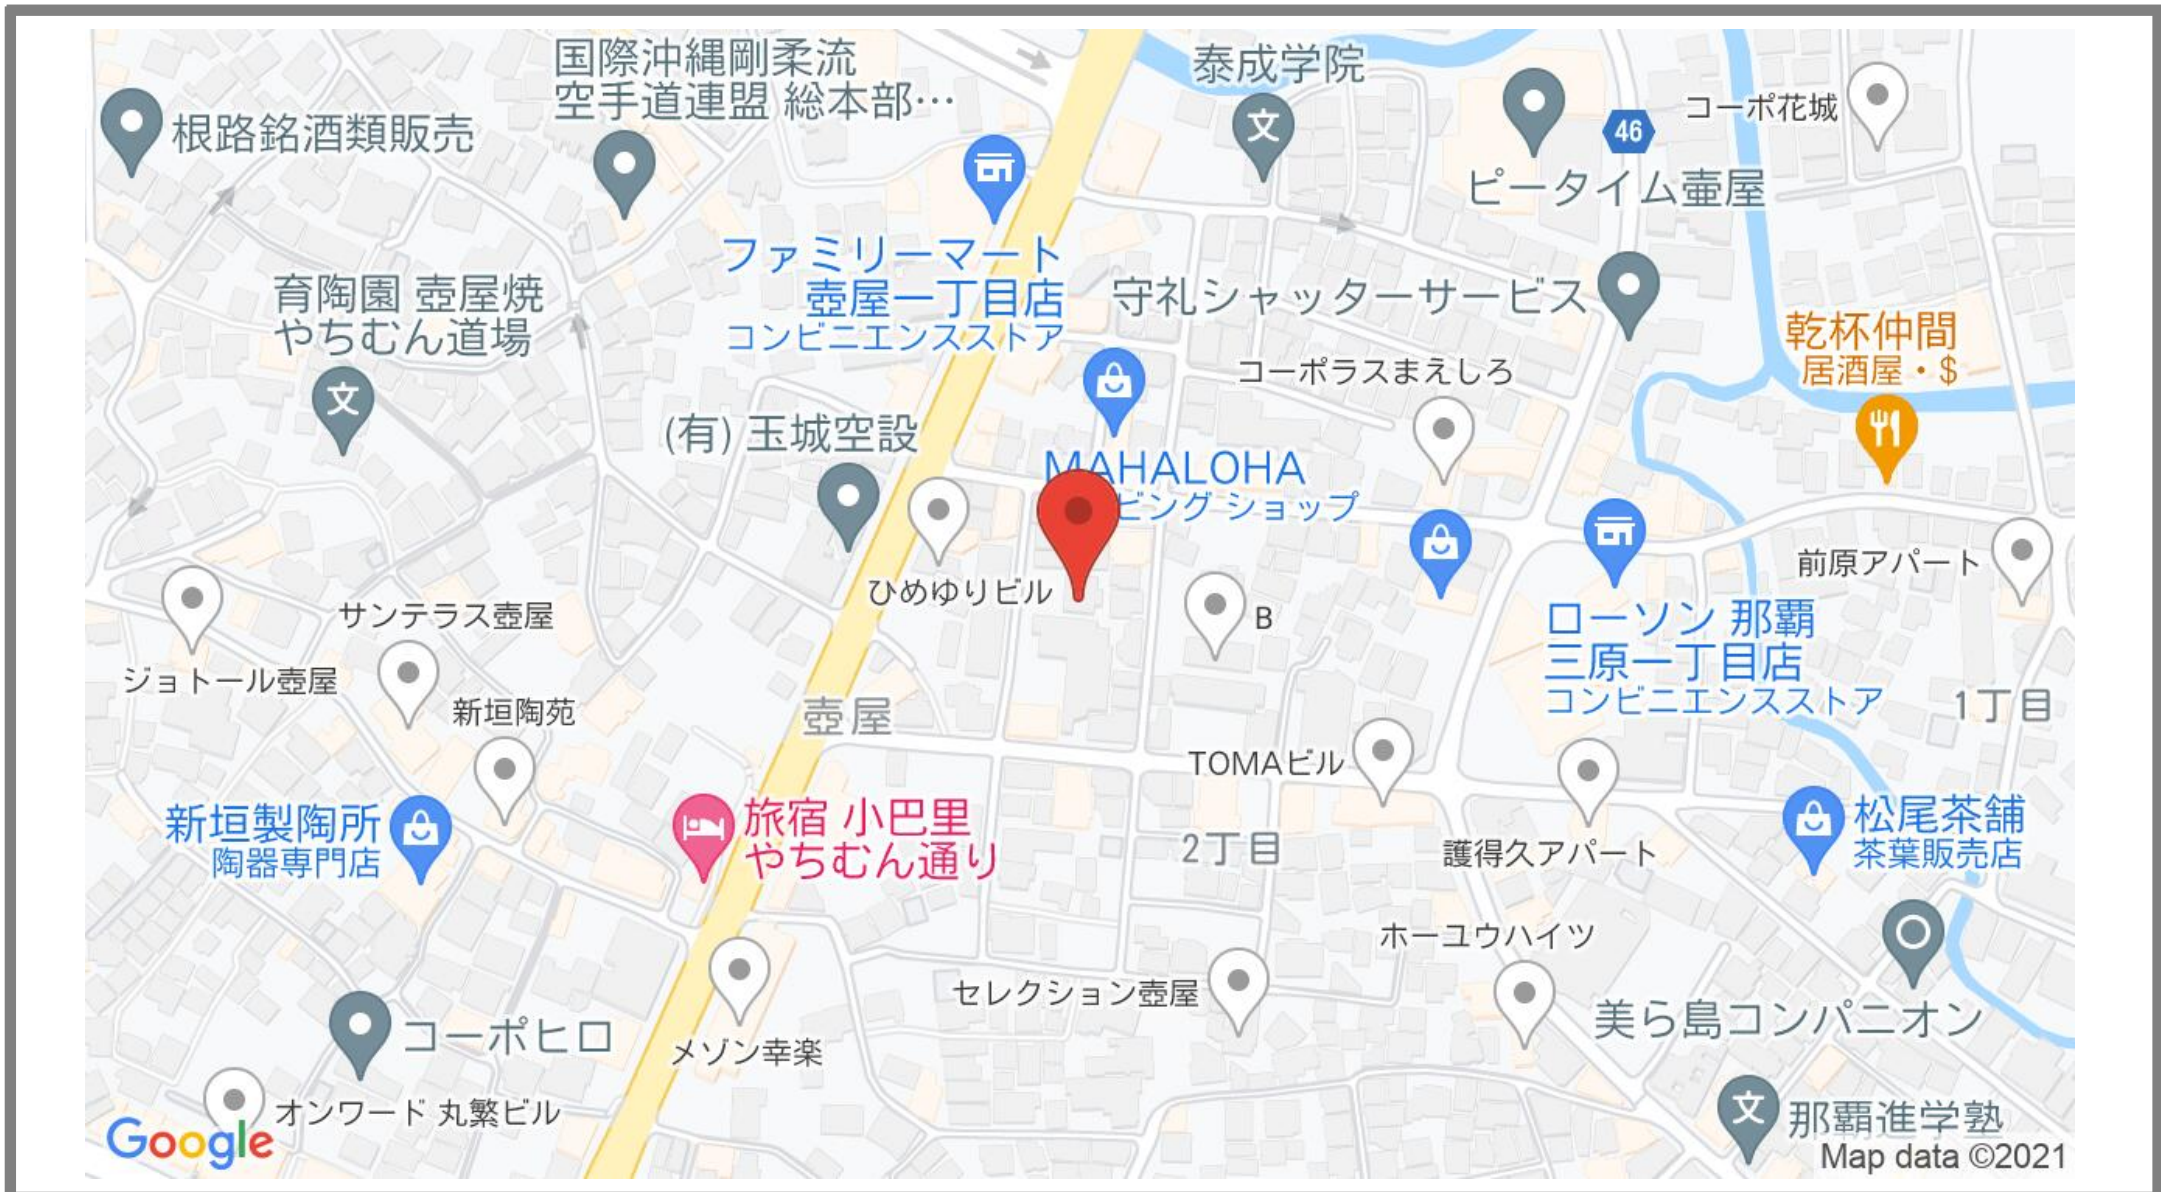 国際沖縄剛柔流
空手道連盟 総本部…
泰成学院
根路銘酒類販売
46
コーポ花城
ピータイム壷屋
ファミリーマート
壺屋一丁目店
コンビニエンスストア
育陶園 壺屋焼
やちむん道場
守礼シャッターサービス
乾杯仲間
居酒屋・$
コーポラスまえしろ
(有) 玉城空設
MAHALOHA
ビング ショップ
ひめゆりビル
前原アパート
サンテラス壺屋
B
ローソン 那覇
三原一丁目店
コンビニエンスストア
ジョトール壺屋
新垣陶苑
壺屋
1丁目
TOMAビル
新垣製陶所
陶器専門店
旅宿 小巴里
やちむん通り
2丁目
護得久アパート
松尾茶舗
茶葉販売店
ホーユウハイツ
セレクション壺屋
美ら島コンパニオン
コーポヒロ
メゾン幸楽
オンワード 丸繁ビル
那覇進学塾
Google
Map data ©2021
文
文
文